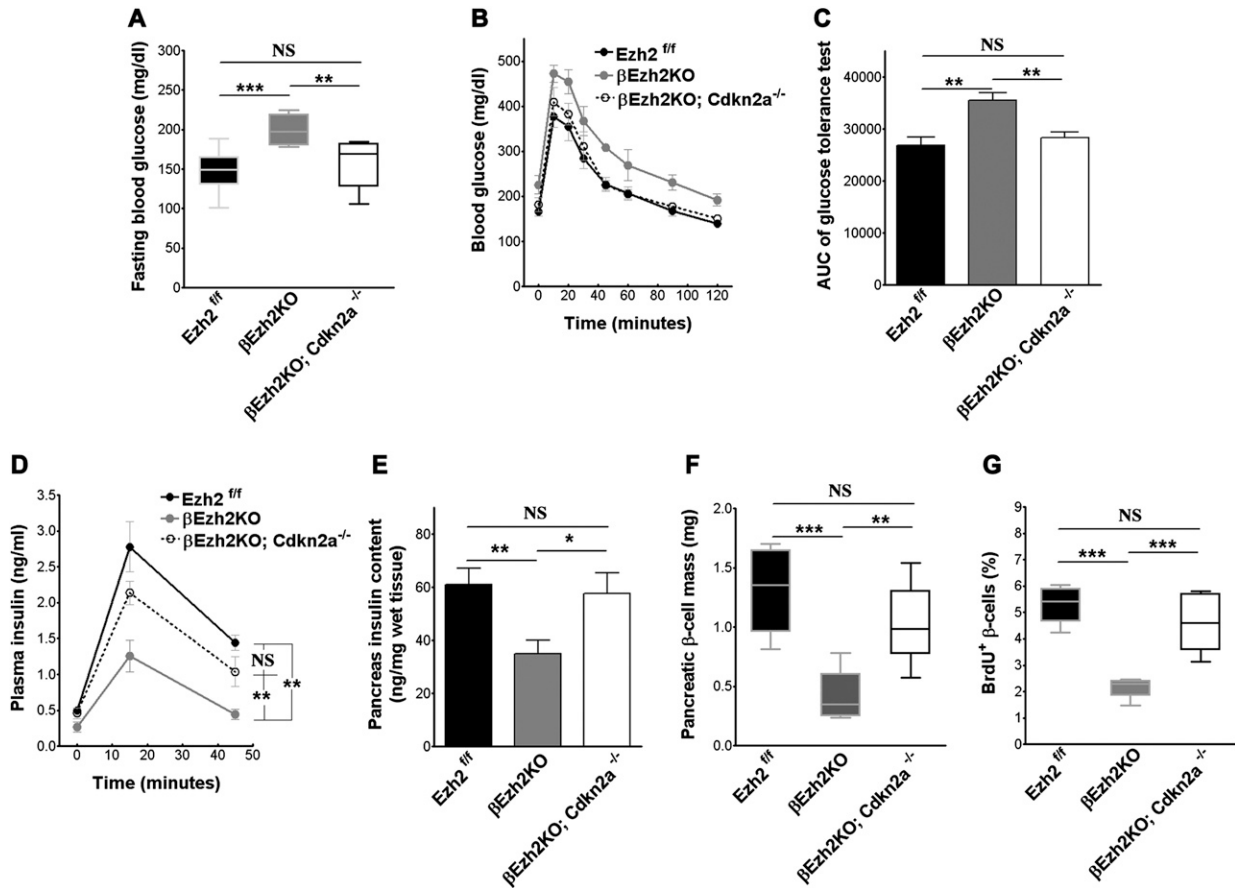 A
Fasting blood glucose (mg/dl)
300
250
200
150
100
50
0
NS
***
**
Ezh2 f/f
βEzh2KO
βEzh2KO; Cdkn2a -/-
B
Blood glucose (mg/dl)
500
400
300
200
100
0
0 20 40 60 80 100 120
Time (minutes)
Ezh2 f/f
βEzh2KO
βEzh2KO; Cdkn2a-/-
C
AUC of glucose tolerance test
40000
30000
20000
10000
0
NS
**
**
Ezh2 f/f
βEzh2KO
βEzh2KO; Cdkn2a -/-
D
Plasma insulin (ng/ml)
3.5
3.0
2.5
2.0
1.5
1.0
0.5
0.0
0 10 20 30 40 50
Time (minutes)
Ezh2 f/f
βEzh2KO
βEzh2KO; Cdkn2a-/-
NS
**
**
E
Pancreas insulin content
(ng/mg wet tissue)
80
60
40
20
0
NS
**
*
Ezh2 f/f
βEzh2KO
βEzh2KO; Cdkn2a -/-
F
Pancreatic β-cell mass (mg)
2.0
1.5
1.0
0.5
0.0
NS
***
**
Ezh2 f/f
βEzh2KO
βEzh2KO; Cdkn2a -/-
G
BrdU+ β-cells (%)
9
8
7
6
5
4
3
2
1
0
NS
***
***
Ezh2 f/f
βEzh2KO
βEzh2KO; Cdkn2a -/-